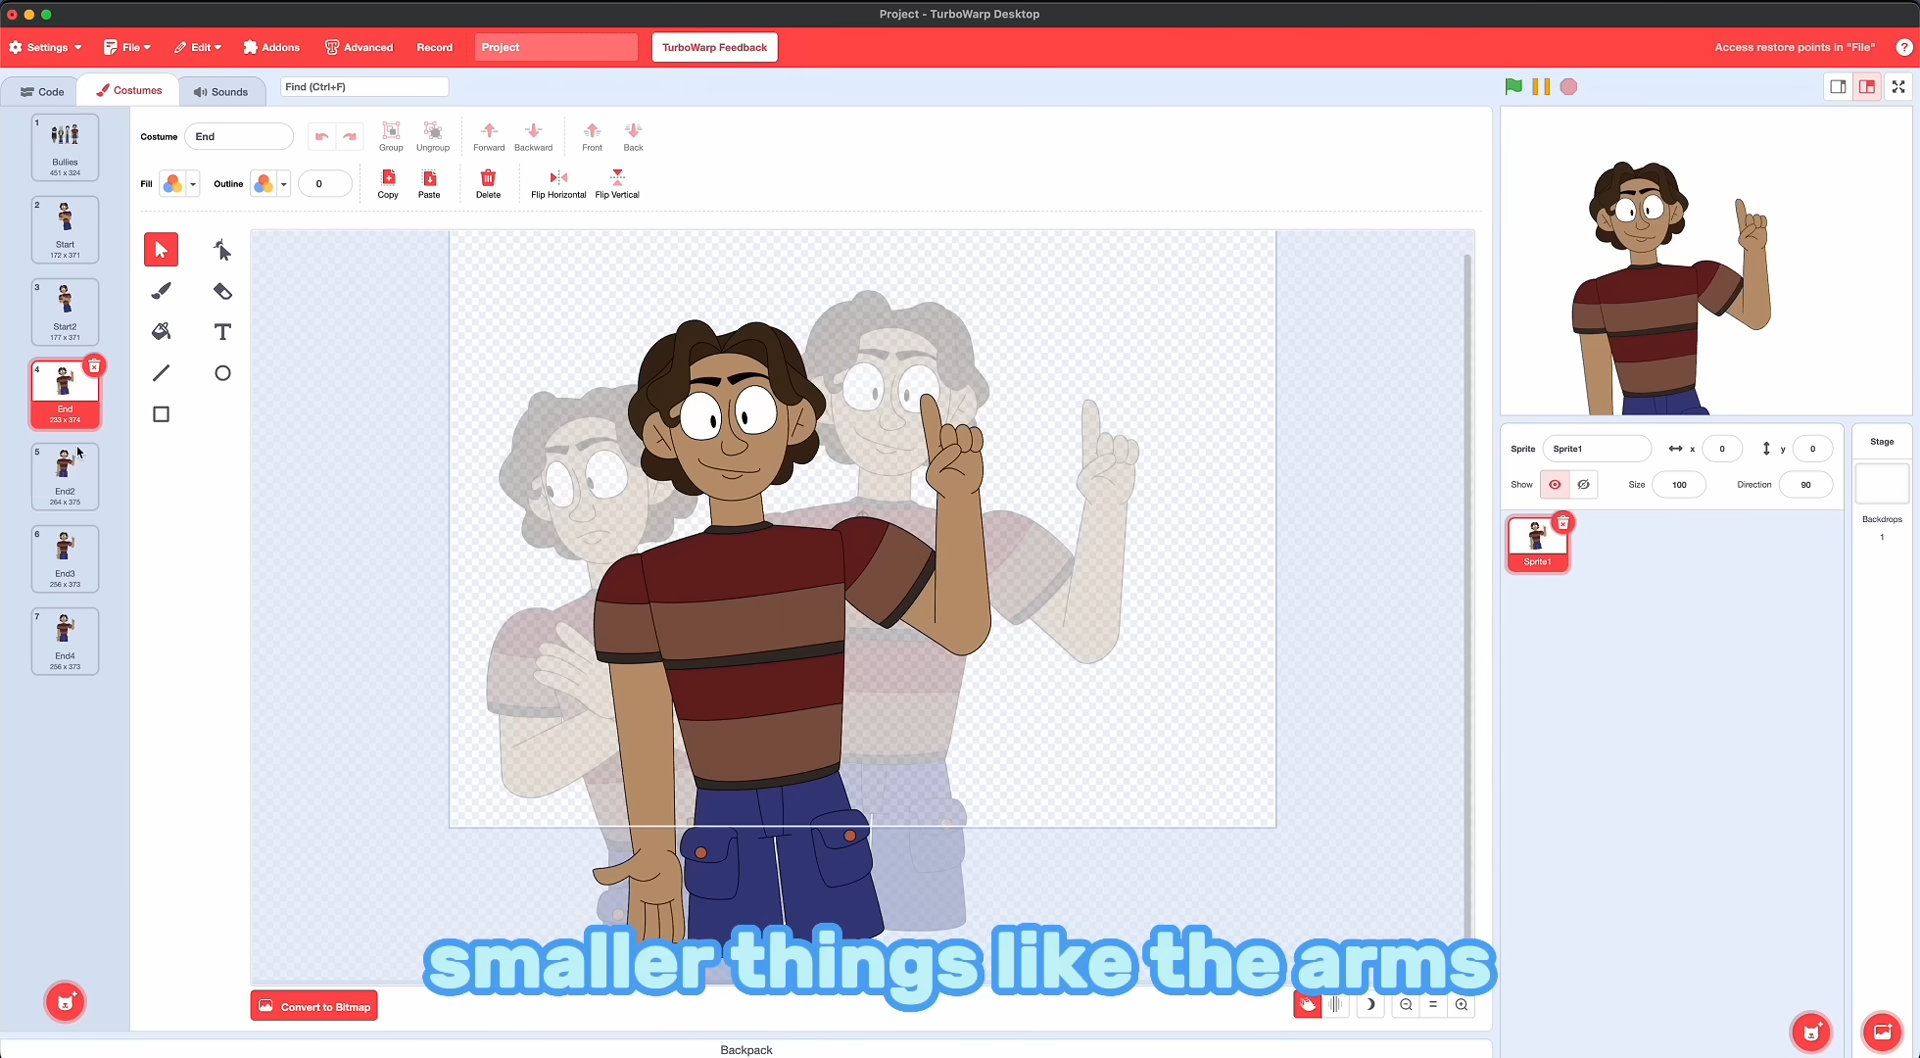 Project - TurboWarp Desktop
Settings
File
Edit
Addons
Advanced
Record
Project
TurboWarp Feedback
Access restore points in "File"
?
Code
Costumes
Sounds
Find (Ctrl+F)
1
Bullies
451 x 324
2
Start
172 x 371
3
Start2
177 x 371
4
End
233 x 374
5
End2
264 x 375
6
End3
256 x 373
7
End4
256 x 373
Costume
End
Group
Ungroup
Forward
Backward
Front
Back
Fill
Outline
0
Copy
Paste
Delete
Flip Horizontal
Flip Vertical
T
smaller things like the arms
Convert to Bitmap
Backpack
Sprite
Sprite1
x
0
y
0
Show
Size
100
Direction
90
Sprite1
Stage
Backdrops
1